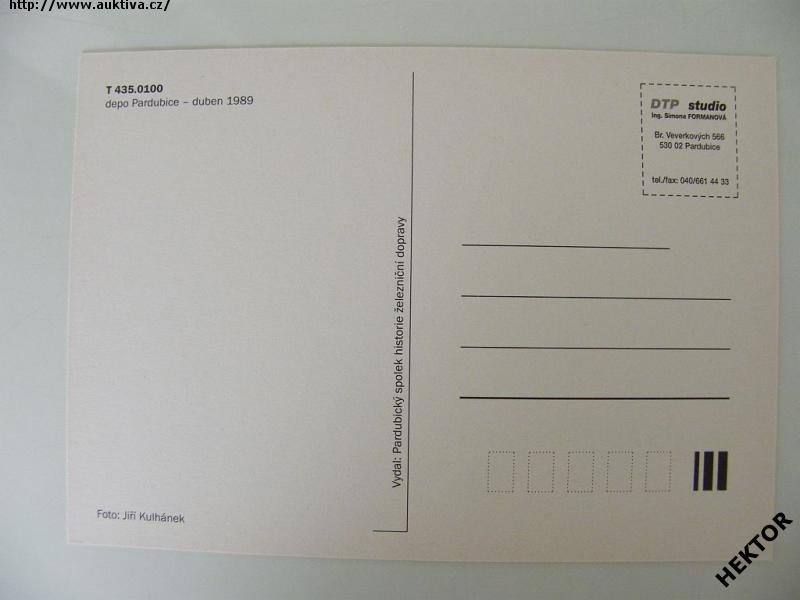 http://www.auktiva.cz/
T 435.0100
depo Pardubice – duben 1989
DTP studio
Ing. Simona FORMANOVÁ
Br. Veverkových 566
530 02 Pardubice
tel./fax: 040/661 44 33
Vydal: Pardubický spolek historie železniční dopravy
Foto: Jiří Kulhánek
HEKTOR